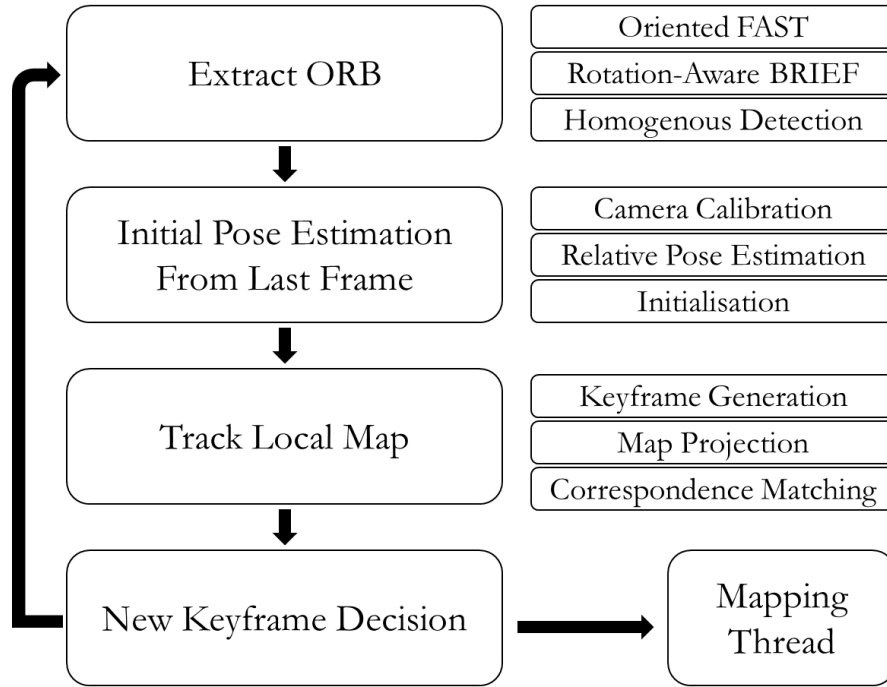 Extract ORB
Oriented FAST
Rotation-Aware BRIEF
Homogenous Detection
Initial Pose Estimation
From Last Frame
Camera Calibration
Relative Pose Estimation
Initialisation
Track Local Map
Keyframe Generation
Map Projection
Correspondence Matching
New Keyframe Decision
Mapping
Thread